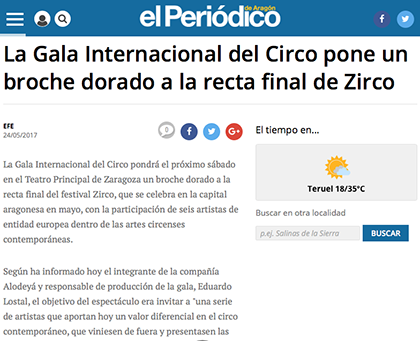 el Periódico
de Aragón
La Gala Internacional del Circo pone un
broche dorado a la recta final de Zirco
EFE
24/05/2017
0
La Gala Internacional del Circo pondrá el próximo sábado
en el Teatro Principal de Zaragoza un broche dorado a la
recta final del festival Zirco, que se celebra en la capital
aragonesa en mayo, con la participación de seis artistas de
entidad europea dentro de las artes circenses
contemporáneas.
Según ha informado hoy el integrante de la compañía
Alodeyá y responsable de producción de la gala, Eduardo
Lostal, el objetivo del espectáculo era invitar a "una serie
de artistas que aportan hoy un valor diferencial en el circo
contemporáneo, que viniesen de fuera y presentasen las
El tiempo en...
Teruel 18/35°C
Buscar en otra localidad
p.ej. Salinas de la Sierra
BUSCAR